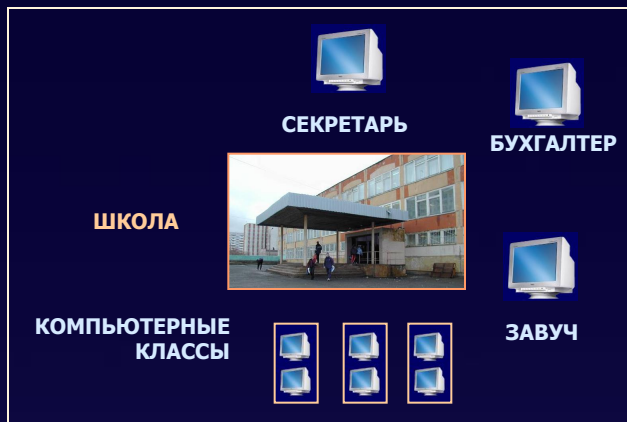 СЕКРЕТАРЬ
БУХГАЛТЕР
ШКОЛА
КОМПЬЮТЕРНЫЕ
КЛАССЫ
ЗАВУЧ